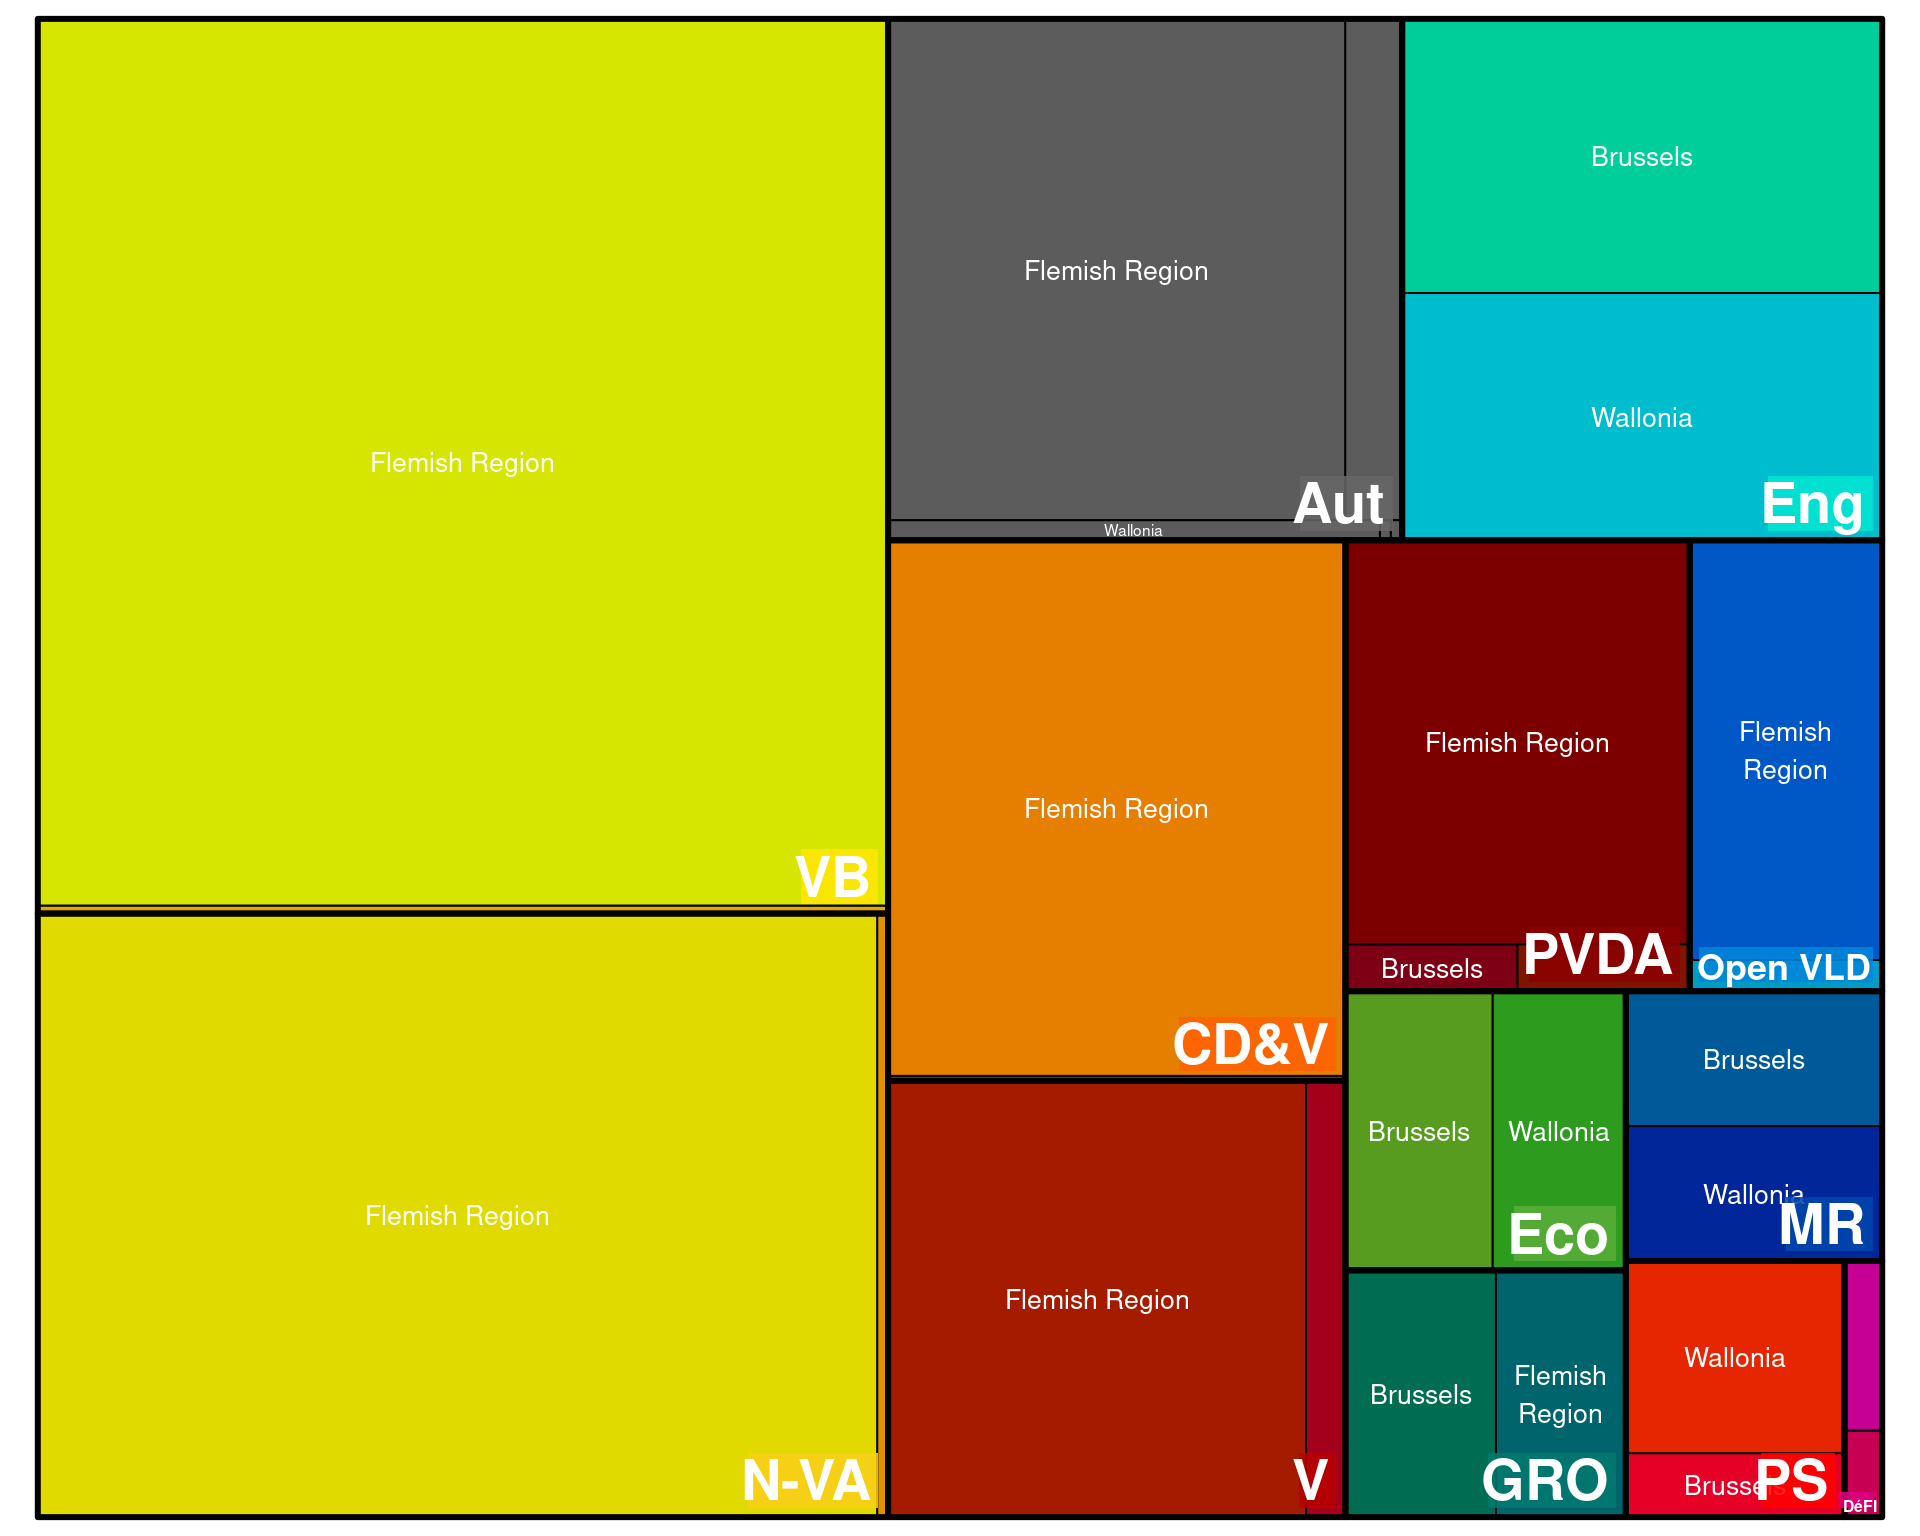 Flemish Region
VB
Flemish Region
N-VA
Flemish Region
Wallonia
Aut
Brussels
Wallonia
Eng
Flemish Region
CD&V
Flemish Region
V
Flemish Region
Brussels
PVDA
Flemish
Region
Open VLD
Brussels
Wallonia
Eco
Brussels
Wallonia
MR
Brussels
Flemish
Region
GRO
Wallonia
Brussels
PS
DéFI